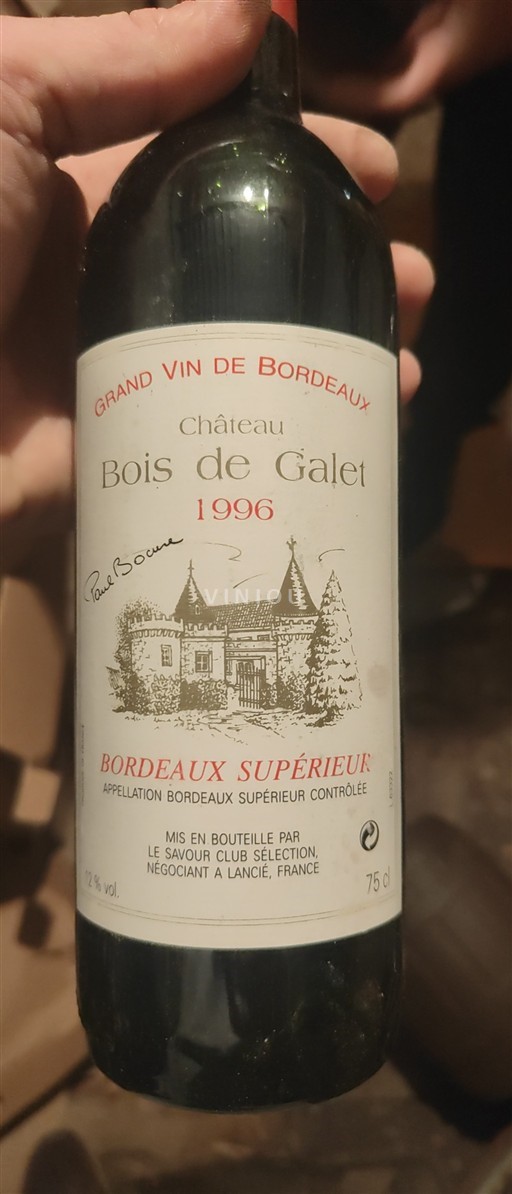 GRAND VIN DE BORDEAUX
Château
Bois de Galet
1996
Paul Bocuse
VINIOU
BORDEAUX SUPÉRIEUR
APPELLATION BORDEAUX SUPÉRIEUR CONTRÔLÉE
MIS EN BOUTEILLE PAR
LE SAVOUR CLUB SÉLECTION,
NÉGOCIANT A LANCIÉ, FRANCE
12 % vol.
75 cl